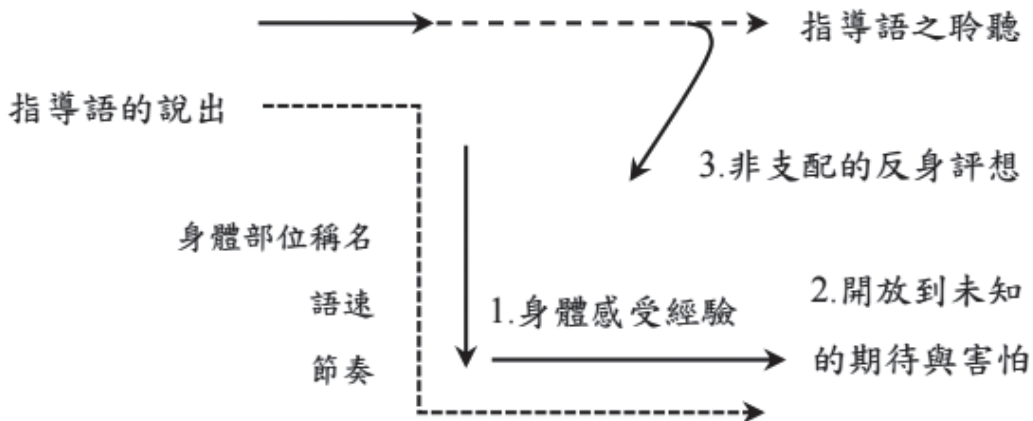 指導語之聆聽
指導語的說出
3.非支配的反身評想
身體部位稱名
語速
節奏
1.身體感受經驗
2.開放到未知
的期待與害怕